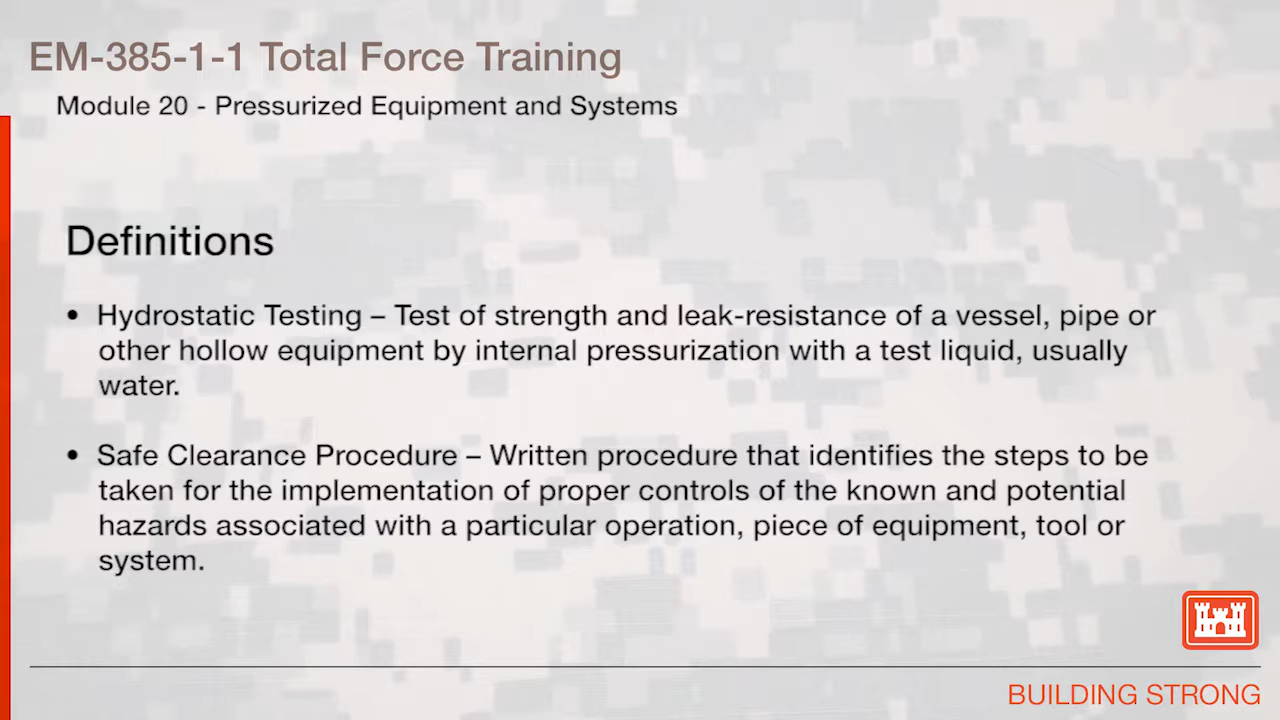 EM-385-1-1 Total Force Training
Module 20 - Pressurized Equipment and Systems
Definitions
• Hydrostatic Testing – Test of strength and leak-resistance of a vessel, pipe or
other hollow equipment by internal pressurization with a test liquid, usually
water.
• Safe Clearance Procedure – Written procedure that identifies the steps to be
taken for the implementation of proper controls of the known and potential
hazards associated with a particular operation, piece of equipment, tool or
system.
BUILDING STRONG